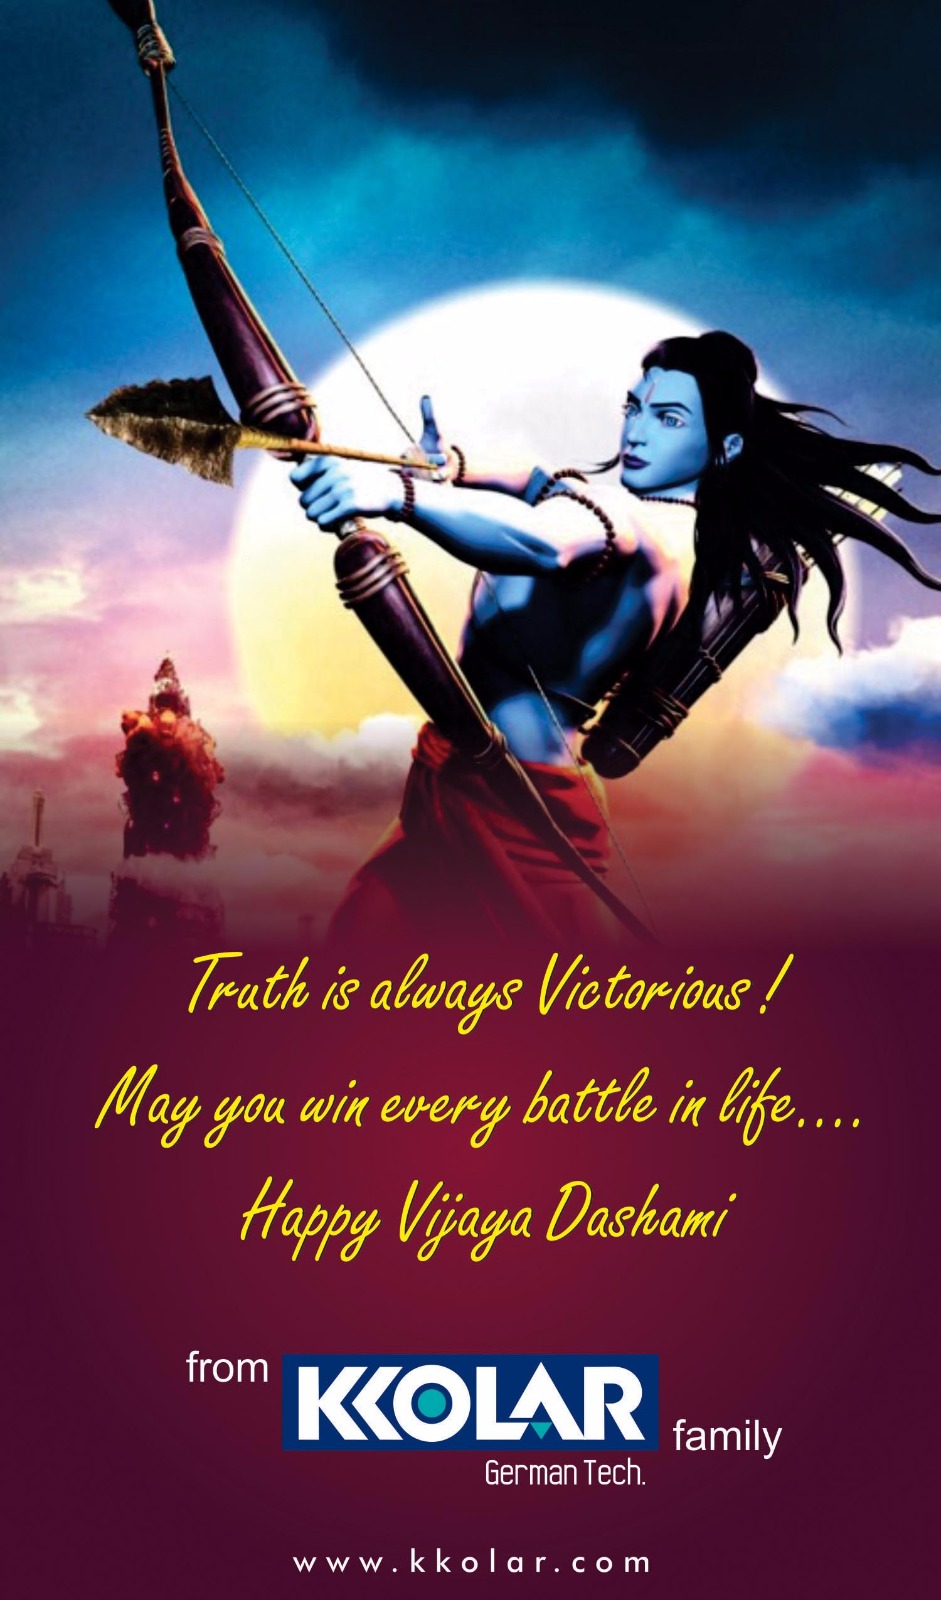 Truth is always Victorious !
May you win every battle in life....
Happy Vijaya Dashami
from KKOLAR family
German Tech.
www.kkolar.com